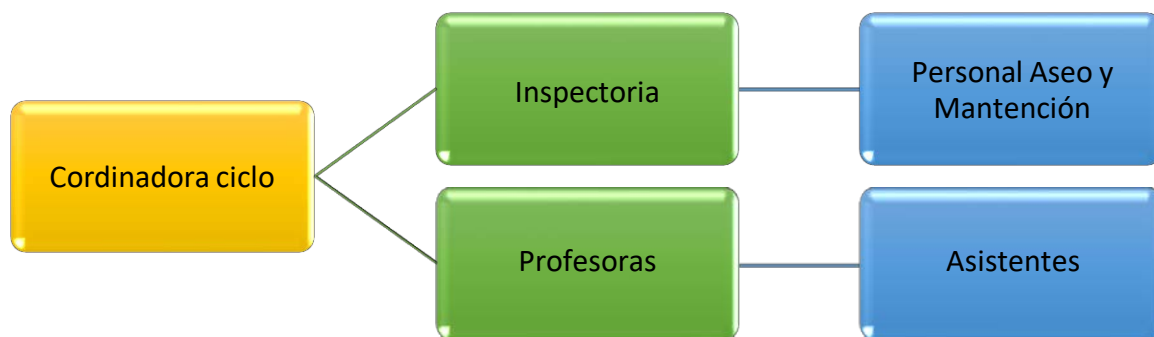 Cordinadora ciclo
Inspectoria
Personal Aseo y
Mantención
Profesoras
Asistentes